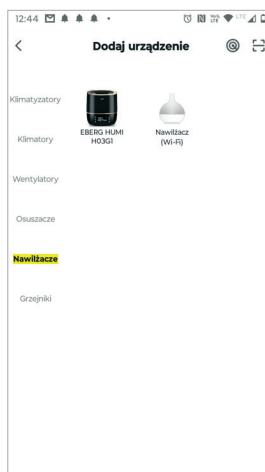 12:44
Dodaj urządzenie
Klimatyzatory
EBERG HUMI
H03G1
Nawilżacz
(Wi-Fi)
Klimatory
Wentylatory
Osuszacze
Nawilżacze
Grzejniki